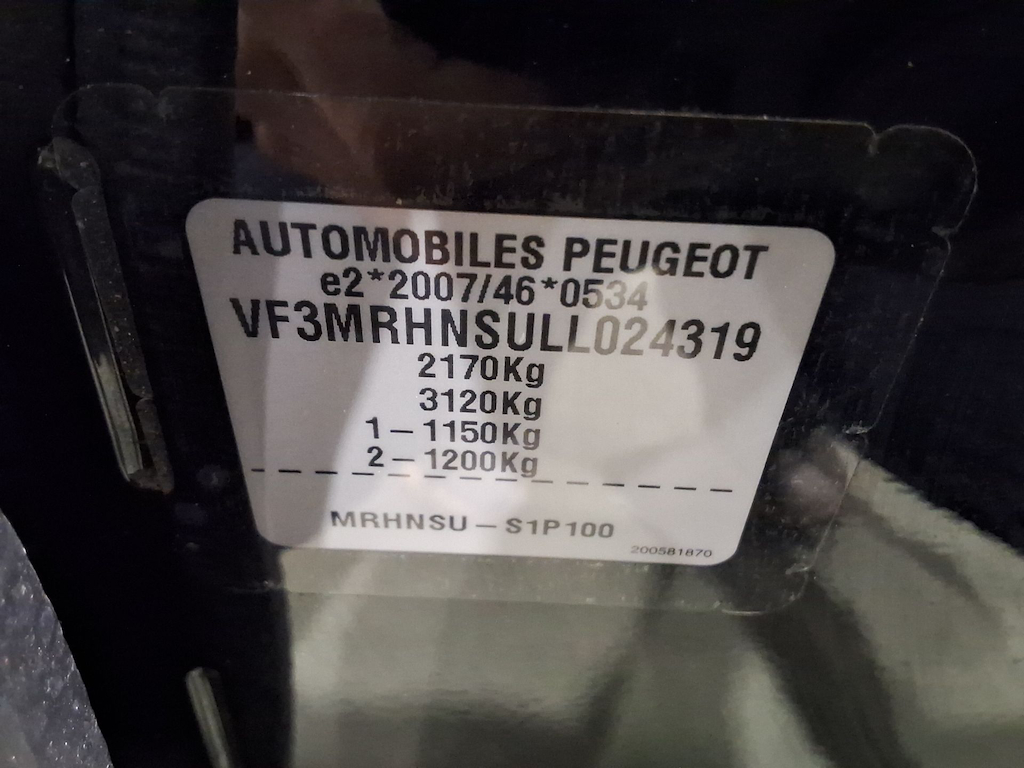 AUTOMOBILES PEUGEOT
e2*2007/46*0534
VF3MRHNSULL024319
2170Kg
3120Kg
1-1150Kg
2-1200Kg
MRHNSU-S1P100
200581870